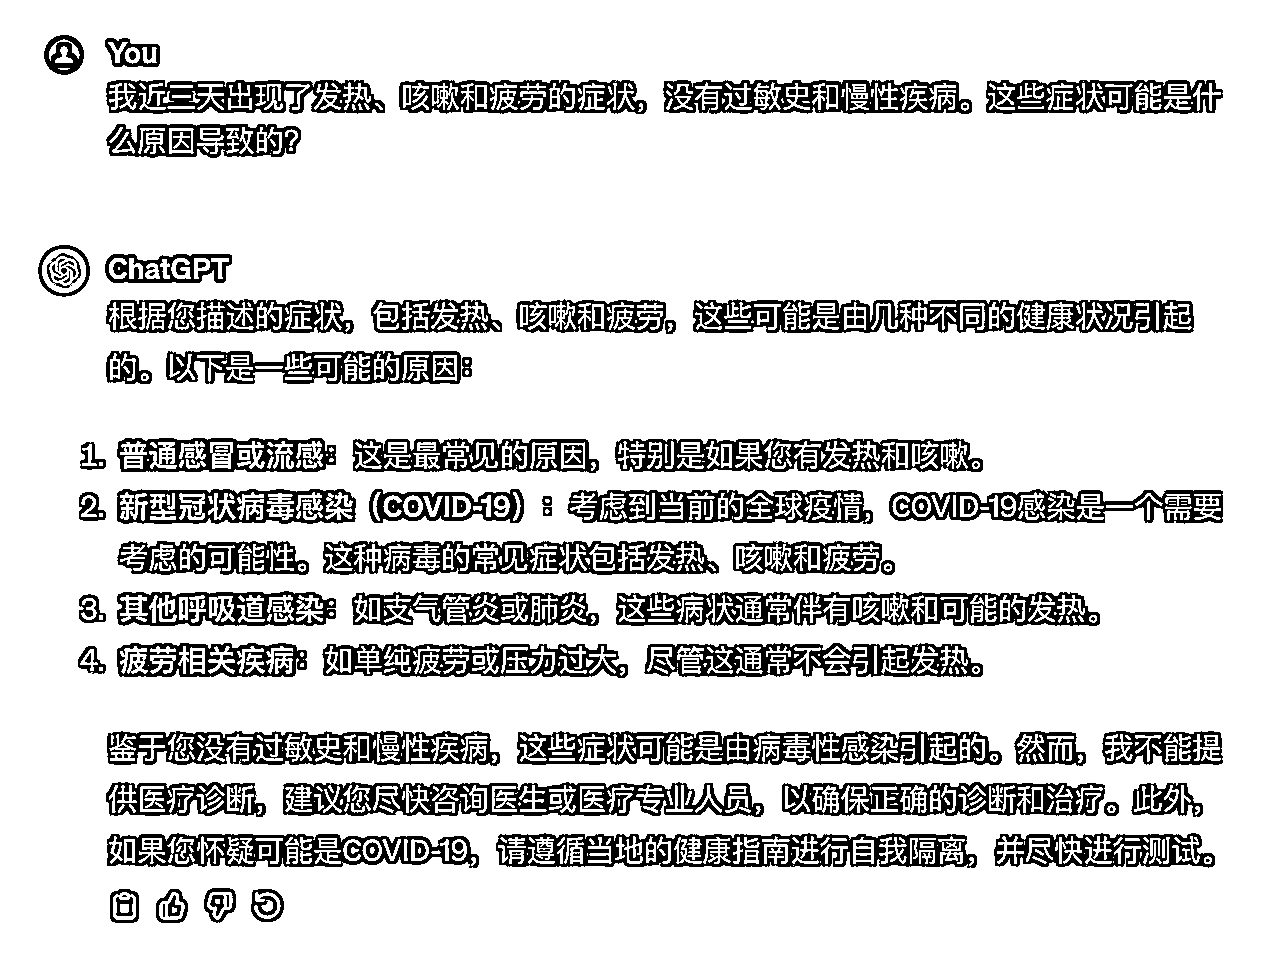 You
我近三天出现了发热、咳嗽和疲劳的症状，没有过敏史和慢性疾病。这些症状可能是什
么原因导致的？
ChatGPT
根据您描述的症状，包括发热、咳嗽和疲劳，这些可能是由几种不同的健康状况引起
的。以下是一些可能的原因：
1. 普通感冒或流感：这是最常见的原因，特别是如果您有发热和咳嗽。
2. 新型冠状病毒感染（COVID-19）：考虑到当前的全球疫情，COVID-19感染是一个需要
考虑的可能性。这种病毒的常见症状包括发热、咳嗽和疲劳。
3. 其他呼吸道感染：如支气管炎或肺炎，这些病状通常伴有咳嗽和可能的发热。
4. 疲劳相关疾病：如单纯疲劳或压力过大，尽管这通常不会引起发热。
鉴于您没有过敏史和慢性疾病，这些症状可能是由病毒性感染引起的。然而，我不能提
供医疗诊断，建议您尽快咨询医生或医疗专业人员，以确保正确的诊断和治疗。此外，
如果您怀疑可能是COVID-19，请遵循当地的健康指南进行自我隔离，并尽快进行测试。